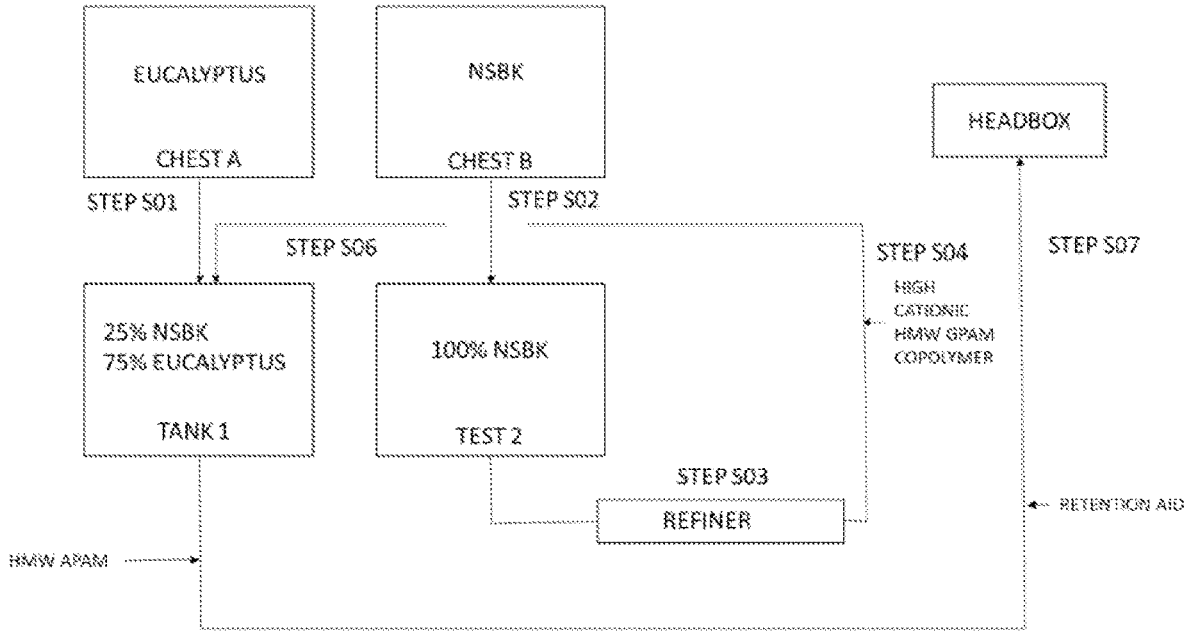 EUCALYPTUS
CHEST A
NSBK
CHEST B
HEADBOX
STEP S01
STEP S02
STEP S06
STEP S04
STEP S07
HIGH
CATIONIC
HMW GPAM
COPOLYMER
25% NSBK
75% EUCALYPTUS
TANK 1
100% NSBK
TEST 2
STEP S03
REFINER
RETENTION AID
HMW APAM